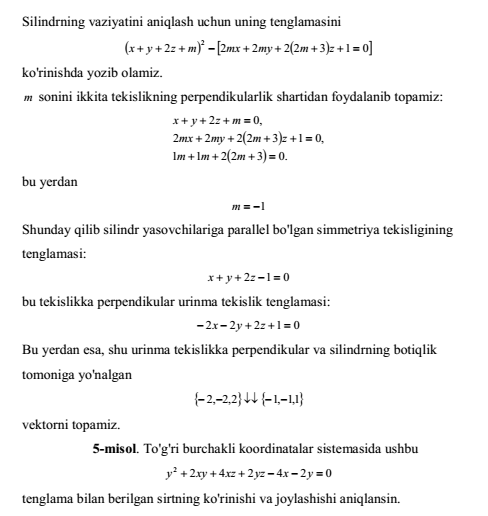 Silindrning vaziyatini aniqlash uchun uning tenglamasini
(x + y + 2z + m)² − [2mx + 2my + 2(2m + 3)z + 1 = 0]
ko'rinishda yozib olamiz.
m sonini ikkita tekislikning perpendikularlik shartidan foydalanib topamiz:
x + y + 2z + m = 0,
2mx + 2my + 2(2m + 3)z + 1 = 0,
1m + 1m + 2(2m + 3) = 0.
bu yerdan
m = −1
Shunday qilib silindr yasovchilariga parallel bo'lgan simmetriya tekisligining
tenglamasi:
x + y + 2z − 1 = 0
bu tekislikka perpendikular urinma tekislik tenglamasi:
− 2x − 2y + 2z + 1 = 0
Bu yerdan esa, shu urinma tekislikka perpendikular va silindrning botiqlik
tomoniga yo'nalgan
{−2,−2,2}↓↓{−1,−1,1}
vektorni topamiz.
5-misol. To'g'ri burchakli koordinatalar sistemasida ushbu
y² + 2xy + 4xz + 2yz − 4x − 2y = 0
tenglama bilan berilgan sirtning ko'rinishi va joylashishi aniqlansin.